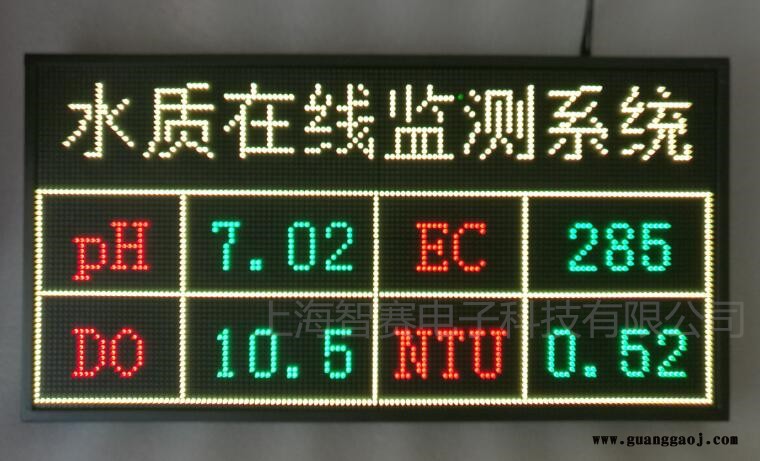 水质在线监测系统
pH 7.02 EC 285
上海智赛电子科技有限公司
DO 10.5 NTU 0.52
www.guanggaoj.com